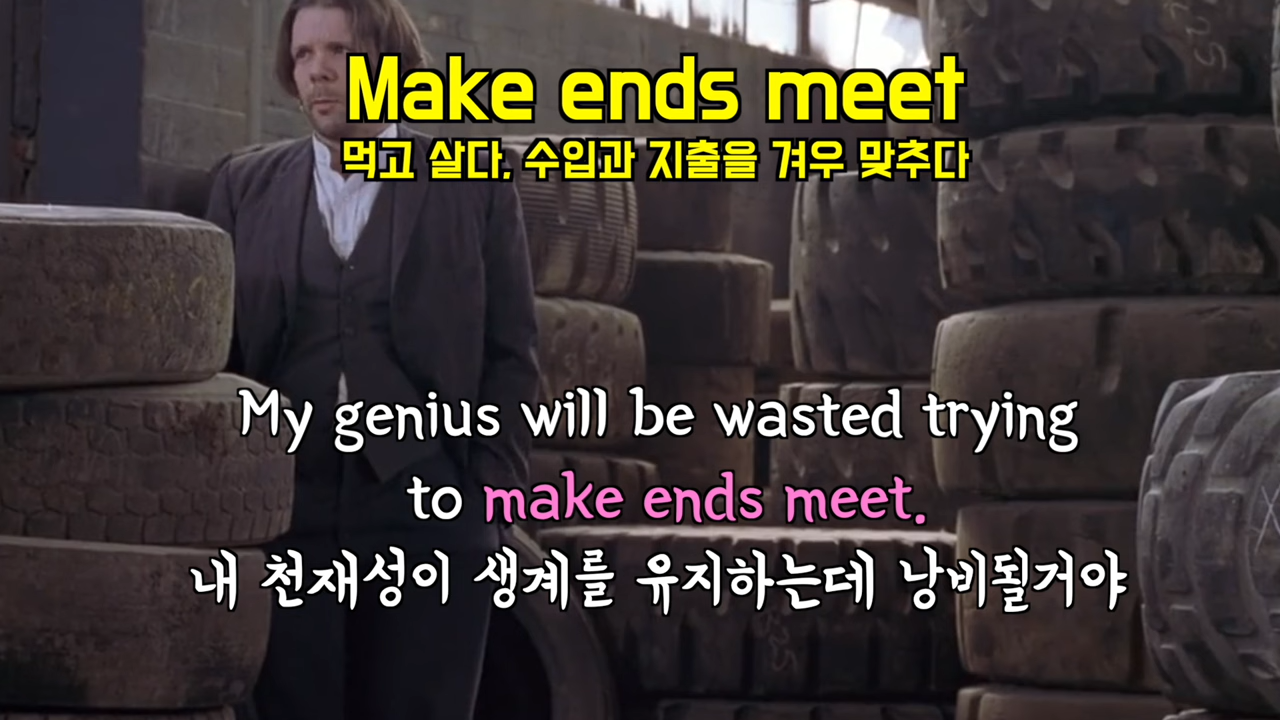 Make ends meet
먹고 살다, 수입과 지출을 겨우 맞추다
My genius will be wasted trying
to make ends meet.
내 천재성이 생계를 유지하는데 낭비될거야